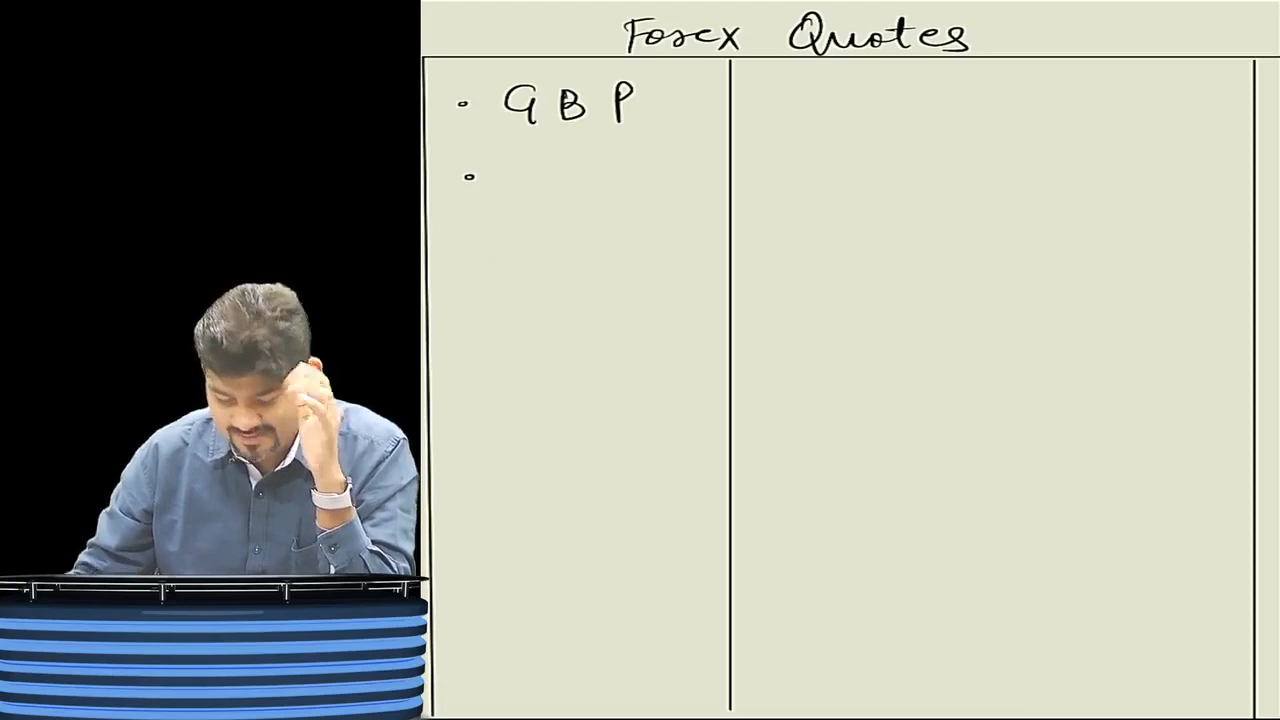 Forex Quotes
• GBP
•